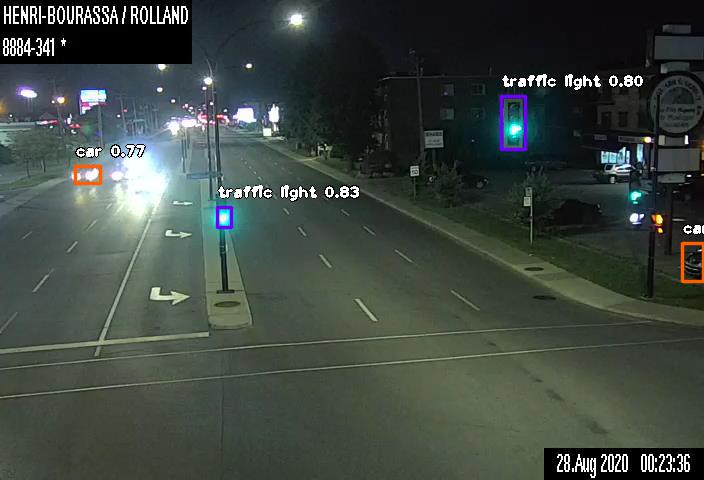 HENRI-BOURASSA / ROLLAND
8884-341 *
traffic light 0.80
car 0.77
traffic light 0.83
car
28.Aug 2020 00:23:36